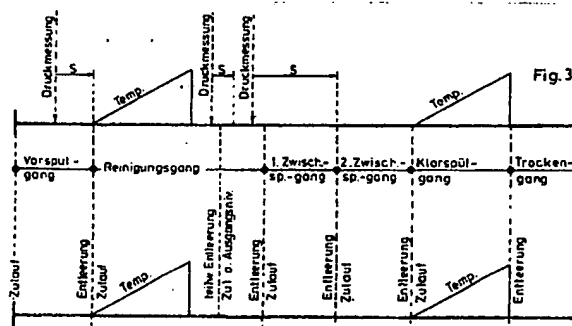 Druckmessung
S
Temp.
Druckmessung
S
Druckmessung
S
Temp.
Fig.3
Vorspül-
gang
Reinigungsgang
1. Zwisch.-
sp.-gang
2. Zwisch.-
sp.-gang
Klarspül-
gang
Trocken-
gang
Zulauf
Entleerung
Zulauf
Temp.
teilw Entleerung
Zul a. Ausgangsniv.
Entleerung
Zulauf
Entleerung
Zulauf
Entleerung
Zulauf
Temp.
Entleerung